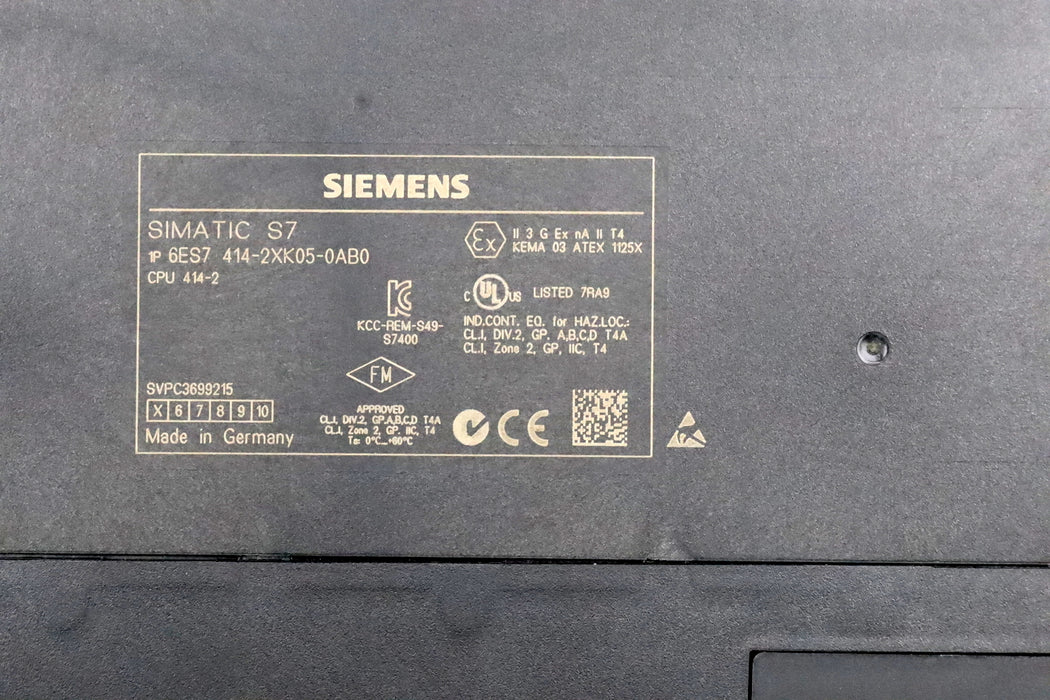 SIEMENS
SIMATIC S7
1P 6ES7 414-2XK05-0AB0
CPU 414-2
Ex II 3 G Ex nA II T4
KEMA 03 ATEX 1125X
C UL US LISTED 7RA9
IND.CONT. EQ. for HAZ.LOC.:
CL.I, DIV.2, GP. A,B,C,D T4A
CL.I, Zone 2, GP, IIC, T4
KCC-REM-S49-
S7400
FM
APPROVED
CL.I, DIV.2, GP.A,B,C,D T4A
CL.I, Zone 2, GP. IIC, T4
Ta: 0°C...+60°C
SVPC3699215
X 6 7 8 9 10
Made in Germany
CE